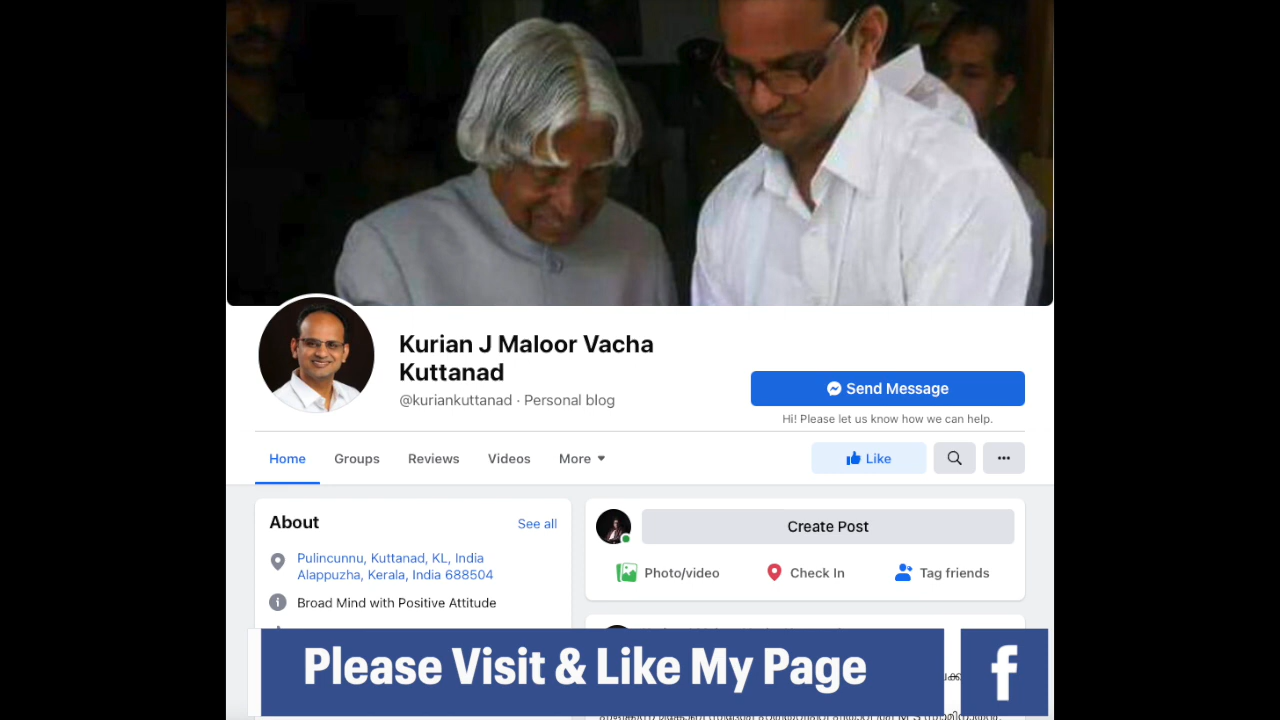 Kurian J Maloor Vacha
Kuttanad
@kuriankuttanad · Personal blog
Send Message
Hi! Please let us know how we can help.
Home Groups Reviews Videos More
Like
About See all
Pulincunnu, Kuttanad, KL, India
Alappuzha, Kerala, India 688504
Broad Mind with Positive Attitude
Create Post
Photo/video Check In Tag friends
Please Visit & Like My Page
f